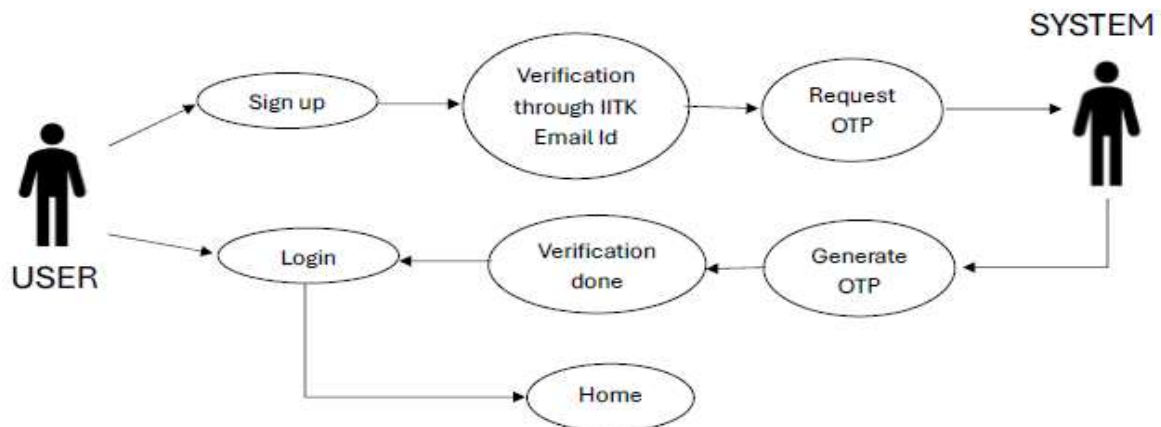 SYSTEM
Sign up
Verification
through IITK
Email Id
Request
OTP
USER
Login
Verification
done
Generate
OTP
Home